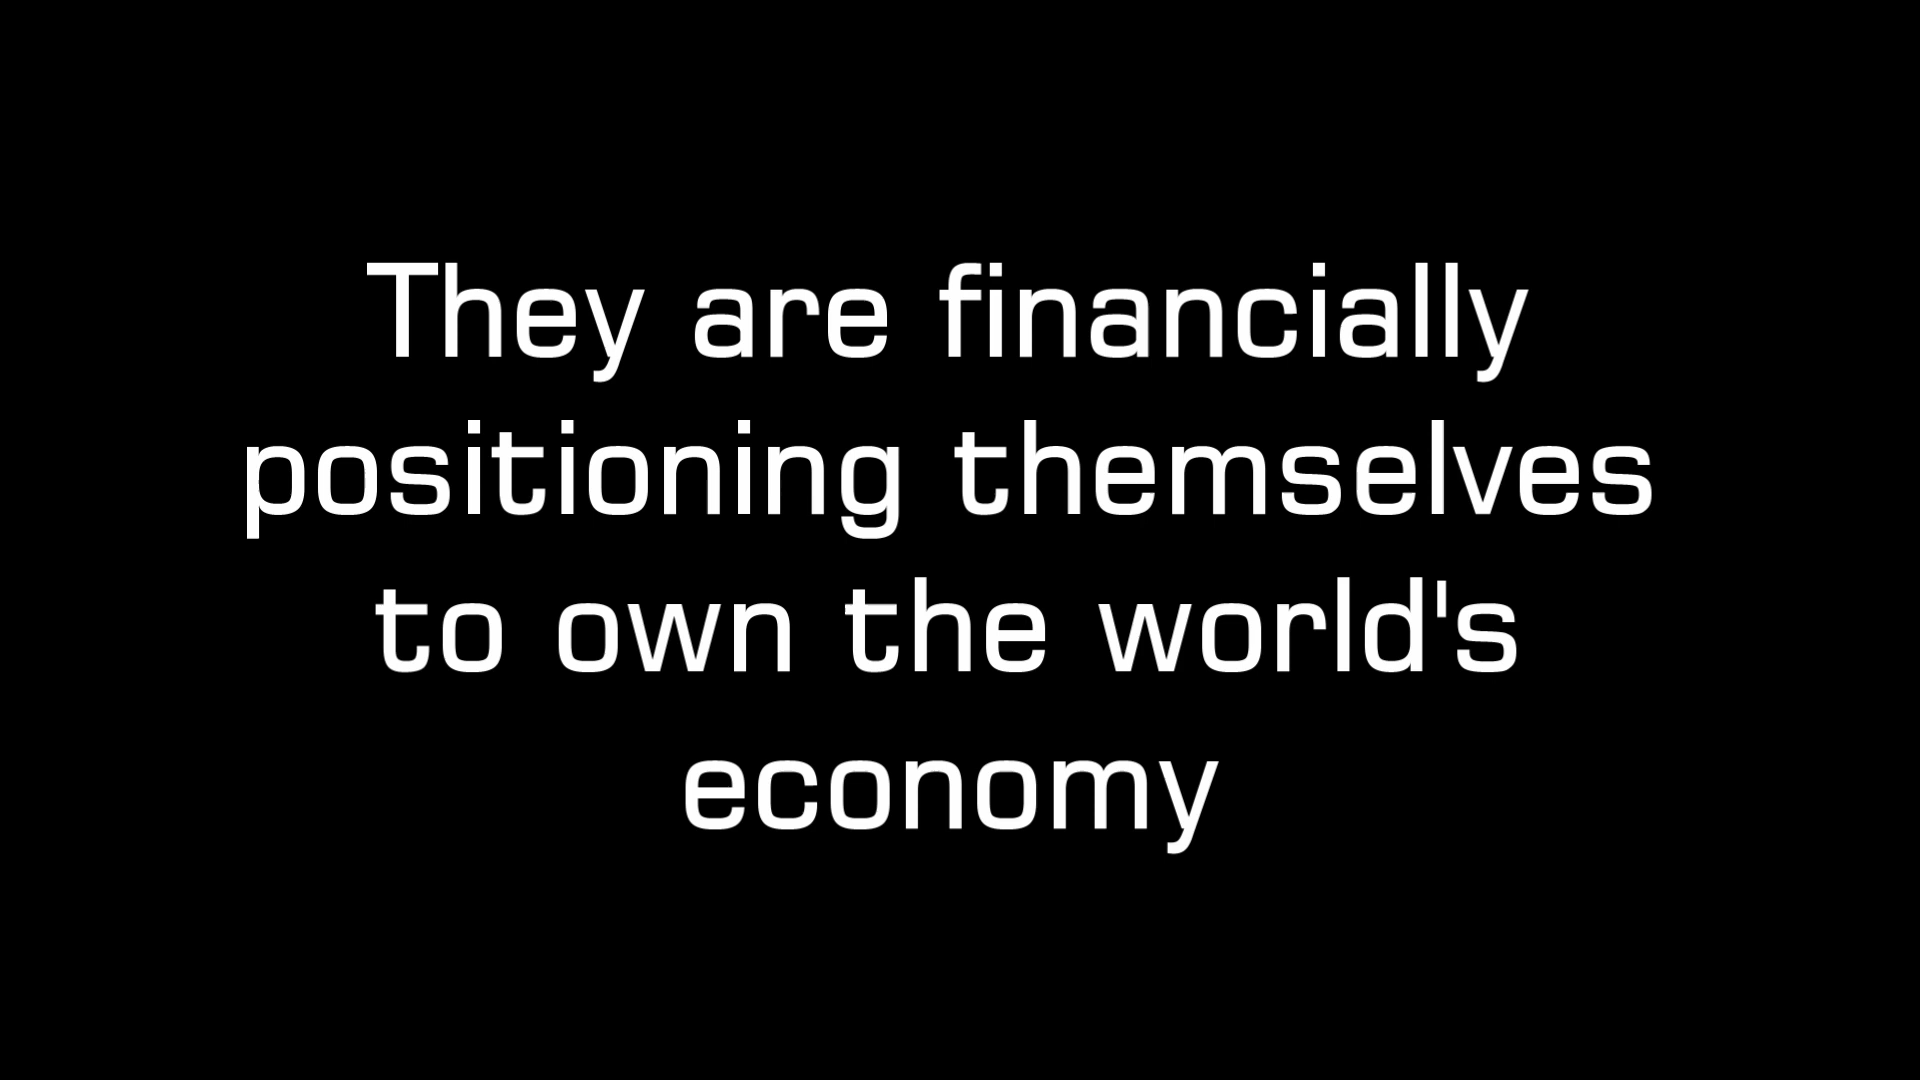 They are financially
positioning themselves
to own the world's
economy